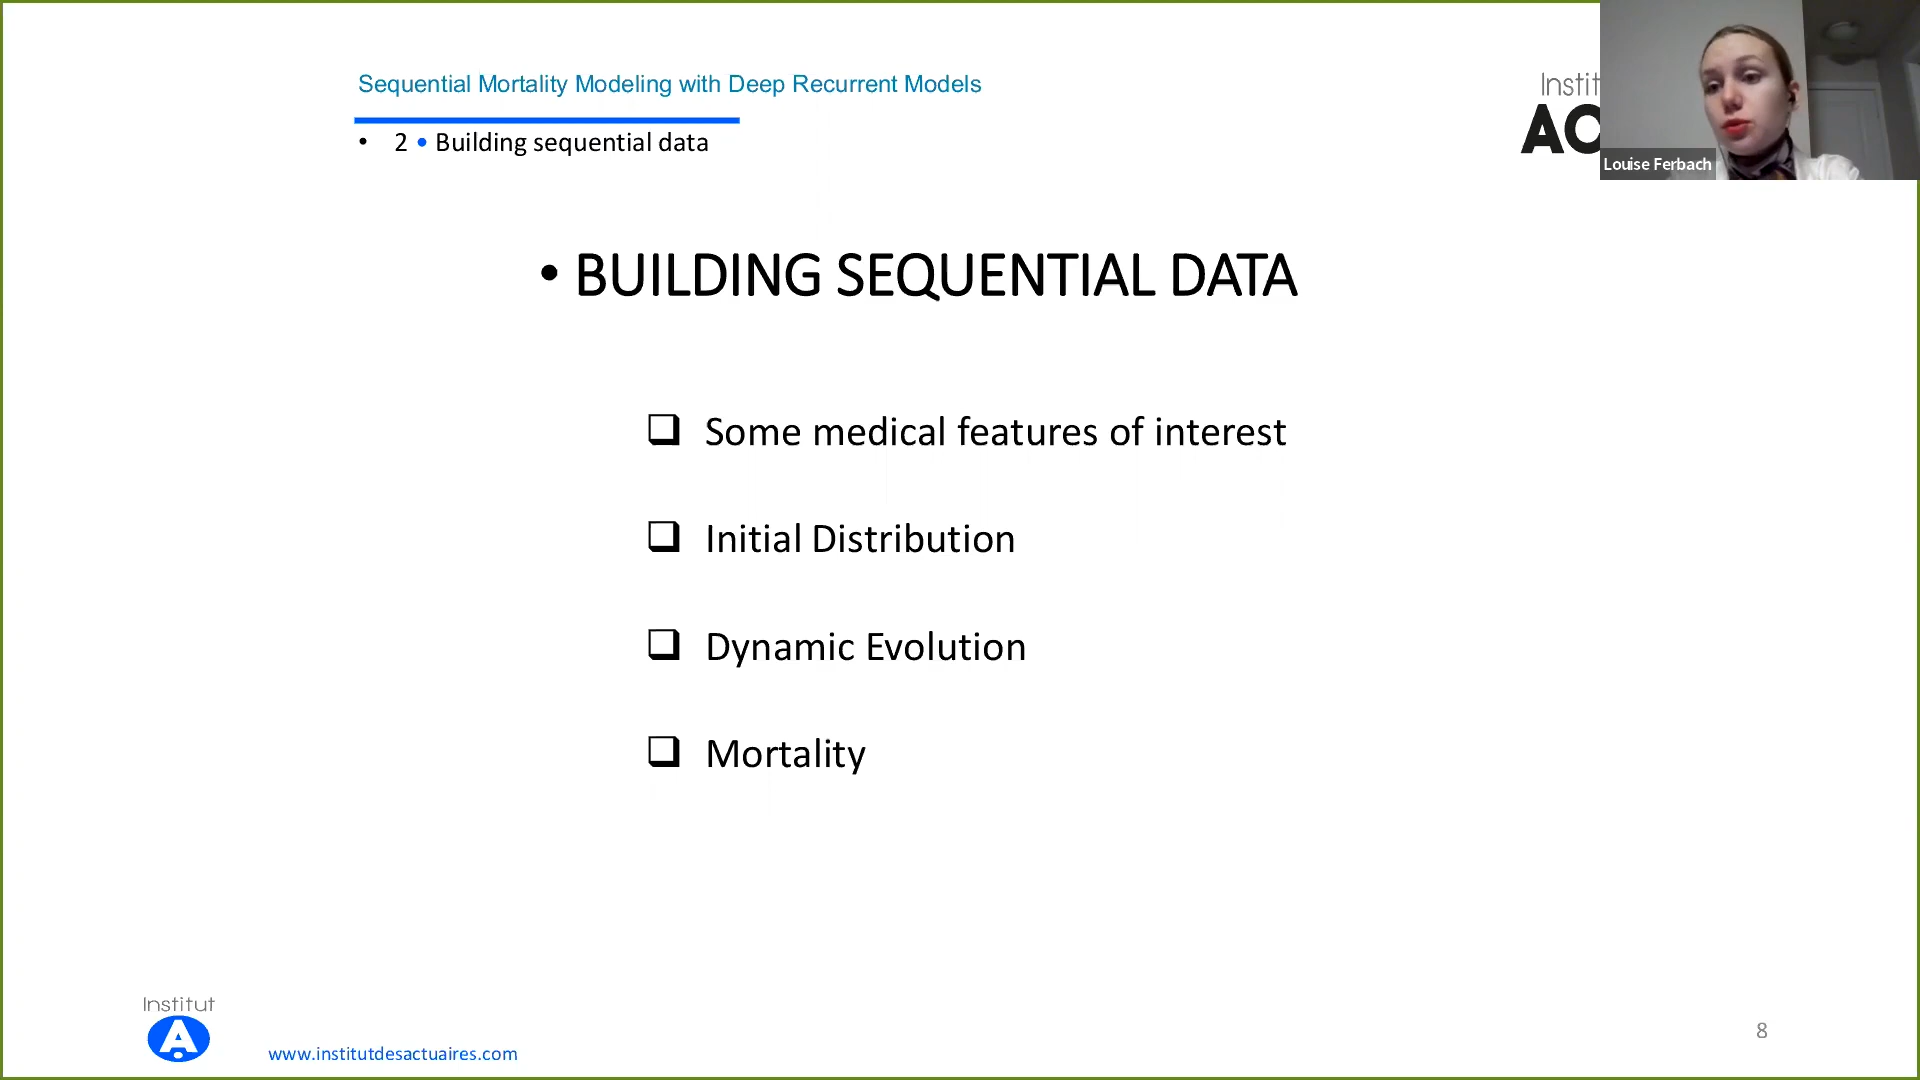 Sequential Mortality Modeling with Deep Recurrent Models
• 2 • Building sequential data
Instit
AC
Louise Ferbach
• BUILDING SEQUENTIAL DATA
❑ Some medical features of interest
❑ Initial Distribution
❑ Dynamic Evolution
❑ Mortality
Institut
A
www.institutdesactuaires.com
8